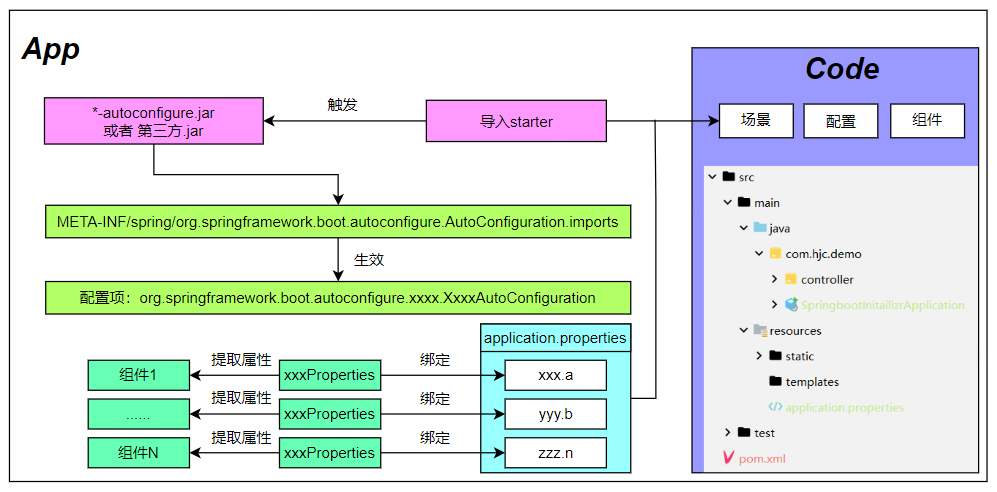 App
Code
*-autoconfigure.jar
或者 第三方.jar
触发
导入starter
场景
配置
组件
META-INF/spring/org.springframework.boot.autoconfigure.AutoConfiguration.imports
生效
配置项：org.springframework.boot.autoconfigure.xxxx.XxxxAutoConfiguration
application.properties
组件1
提取属性
xxxProperties
绑定
xxx.a
......
提取属性
xxxProperties
绑定
yyy.b
组件N
提取属性
xxxProperties
绑定
zzz.n
src
main
java
com.hjc.demo
controller
SpringbootInitailizrApplication
resources
static
templates
application.properties
test
pom.xml